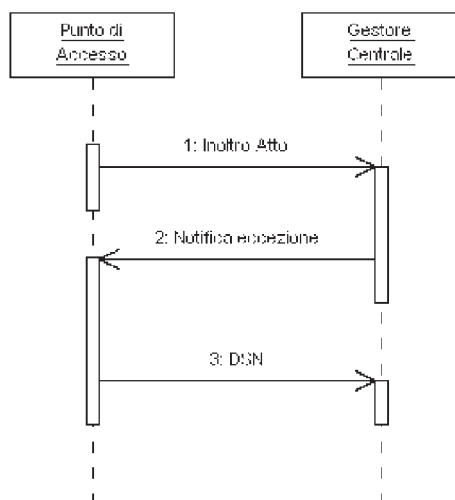 Punto di
Accesso
Gestore
Centrale
1: Inoltro Atto
2: Notifica eccezione
3: DSN